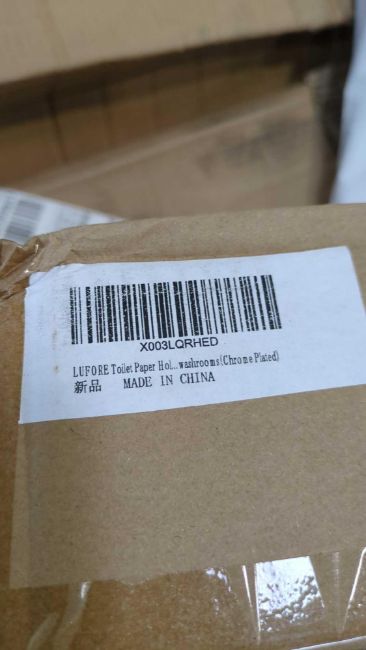 X003LQRHED
LUFORE Toilet Paper Hol...washrooms(Chrome Plated)
新品 MADE IN CHINA